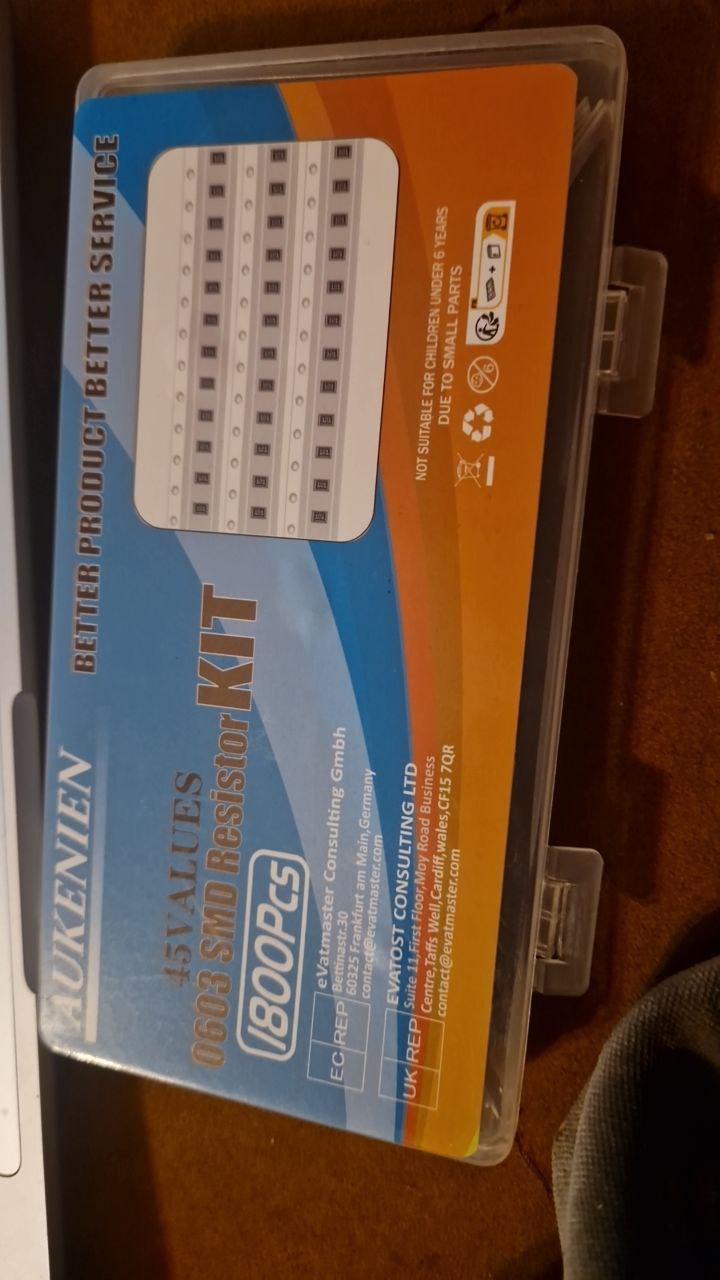 AUKENIEN
BETTER PRODUCT BETTER SERVICE
45VALUES
0603 SMD Resistor KIT
1800Pcs
EC REP
eVatmaster Consulting Gmbh
Bettinastr.30
60325 Frankfurt am Main,Germany
contact@evatmaster.com
UK REP
EVATOST CONSULTING LTD
Suite 11,First Floor,Moy Road Business
Centre,Taffs Well,Cardiff,wales,CF15 7QR
contact@evatmaster.com
NOT SUITABLE FOR CHILDREN UNDER 6 YEARS
DUE TO SMALL PARTS
6